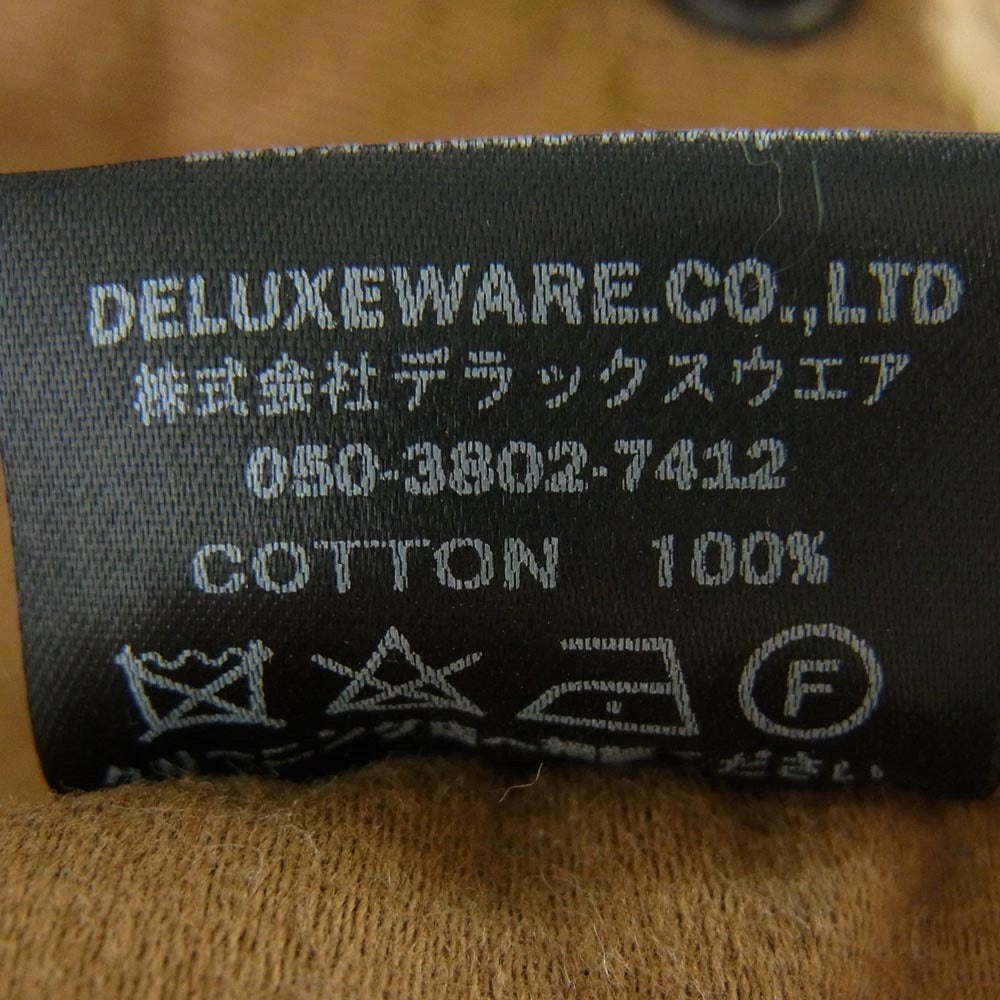 DELUXEWARE.CO.,LTD
株式会社デラックスウエア
050-3802-7412
COTTON 100%
F